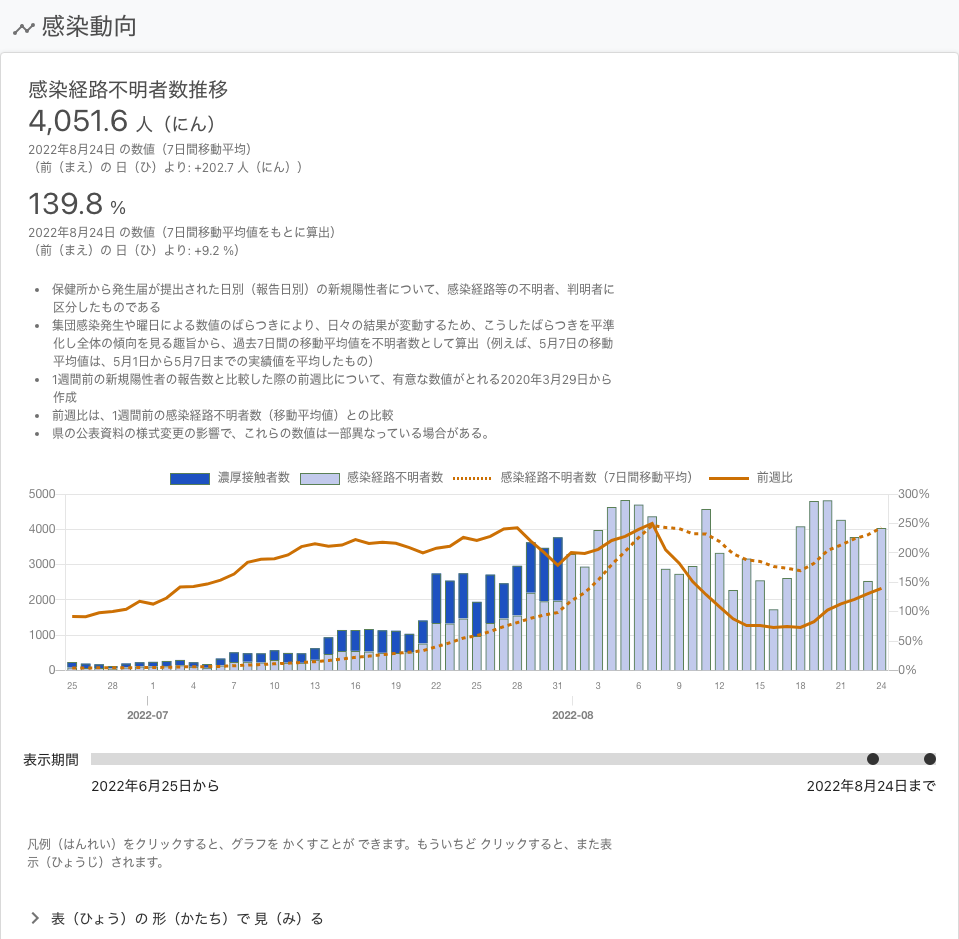 感染動向
感染経路不明者数推移
4,051.6 人（にん）
2022年8月24日 の数値（7日間移動平均）
（前（まえ）の 日（ひ）より: +202.7 人（にん））
139.8 %
2022年8月24日 の数値（7日間移動平均値をもとに算出）
（前（まえ）の 日（ひ）より: +9.2 %）
• 保健所から発生届が提出された日別（報告日別）の新規陽性者について、感染経路等の不明者、判明者に
区分したものである
• 集団感染発生や曜日による数値のばらつきにより、日々の結果が変動するため、こうしたばらつきを平準
化し全体の傾向を見る趣旨から、過去7日間の移動平均値を不明者数として算出（例えば、5月7日の移動
平均値は、5月1日から5月7日までの実績値を平均したもの）
• 1週間前の新規陽性者の報告数と比較した際の前週比について、有意な数値がとれる2020年3月29日から
作成
• 前週比は、1週間前の感染経路不明者数（移動平均値）との比較
• 県の公表資料の様式変更の影響で、これらの数値は一部異なっている場合がある。
濃厚接触者数 感染経路不明者数 感染経路不明者数（7日間移動平均） 前週比
5000 300%
250%
4000
200%
3000
150%
2000
100%
1000
50%
0 0%
25 28 1 4 7 10 13 16 19 22 25 28 31 3 6 9 12 15 18 21 24
2022-07 2022-08
表示期間
2022年6月25日から 2022年8月24日まで
凡例（はんれい）をクリックすると、グラフを かくすことが できます。もういちど クリックすると、また表
示（ひょうじ）されます。
表（ひょう）の 形（かたち）で 見（み）る